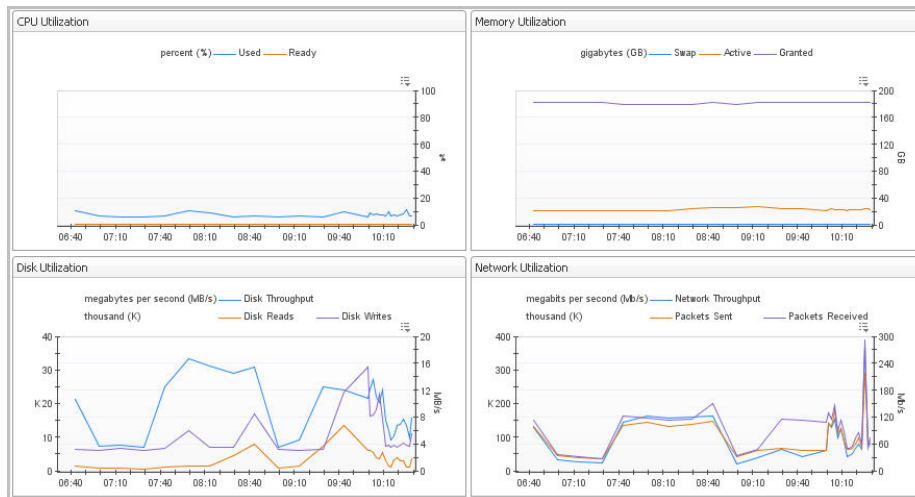 CPU Utilization
percent (%) Used Ready
100
80
60
%
40
20
0
06:40 07:10 07:40 08:10 08:40 09:10 09:40 10:10
Memory Utilization
gigabytes (GB) Swap Active Granted
200
160
120
GB
80
40
0
06:40 07:10 07:40 08:10 08:40 09:10 09:40 10:10
Disk Utilization
megabytes per second (MB/s) Disk Throughput
thousand (K) Disk Reads Disk Writes
40 20
30 16
K 20 12
MB/s
10 8
0 4
0
06:40 07:10 07:40 08:10 08:40 09:10 09:40 10:10
Network Utilization
megabits per second (Mb/s) Network Throughput
thousand (K) Packets Sent Packets Received
400 300
300 240
K 200 180
Mb/s
100 120
0 60
0
06:40 07:10 07:40 08:10 08:40 09:10 09:40 10:10